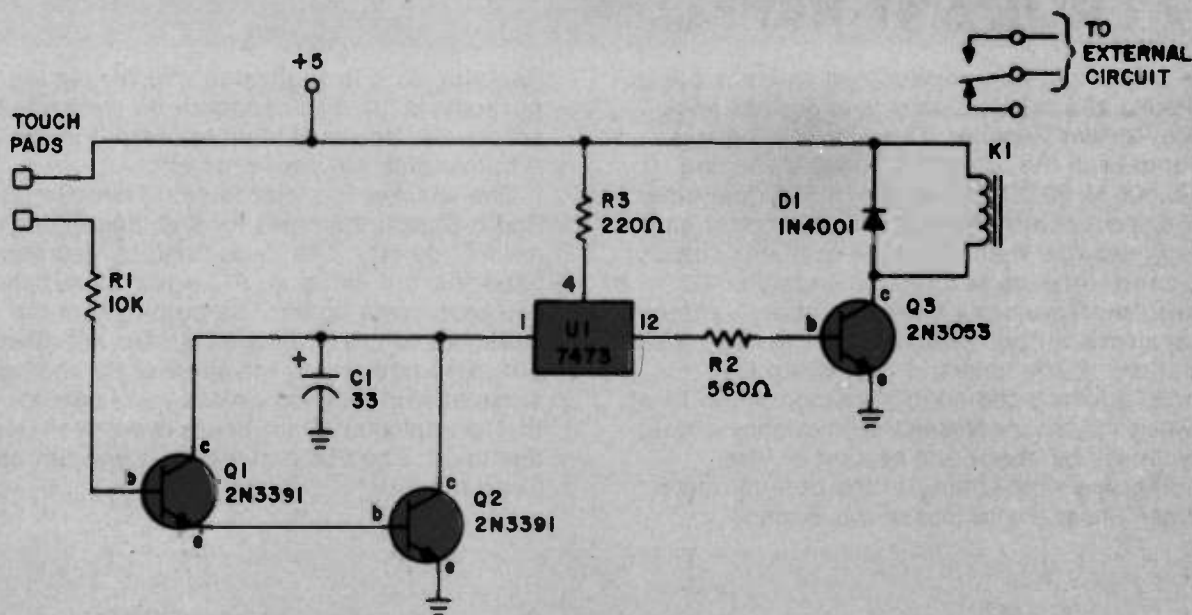 TO
EXTERNAL
CIRCUIT
+5
TOUCH
PADS
K1
R3
220Ω
D1
1N4001
R1
10K
4
1
U1
7473
12
c
b
Q3
2N3053
e
R2
560Ω
+
C1
33
c
b
Q1
2N3391
e
c
b
Q2
2N3391
e